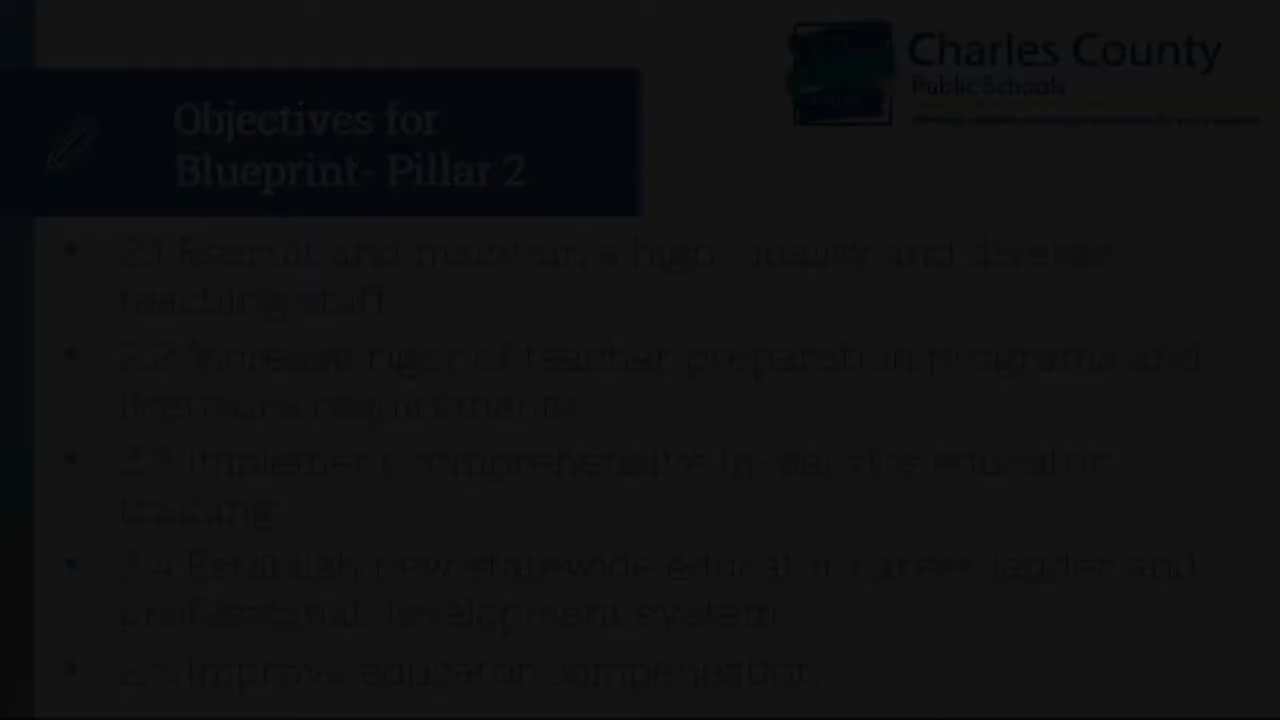 Charles County
Public Schools
Objectives for
Blueprint- Pillar 2
2.1 Recruit and maintain a high-quality and diverse
teaching staff
2.2 Increase rigor of teacher preparation programs and
licensure requirements
2.3 Implement comprehensive in-service educator
training
2.4 Establish new statewide educator career ladder and
professional development system
2.5 Improve educator compensation